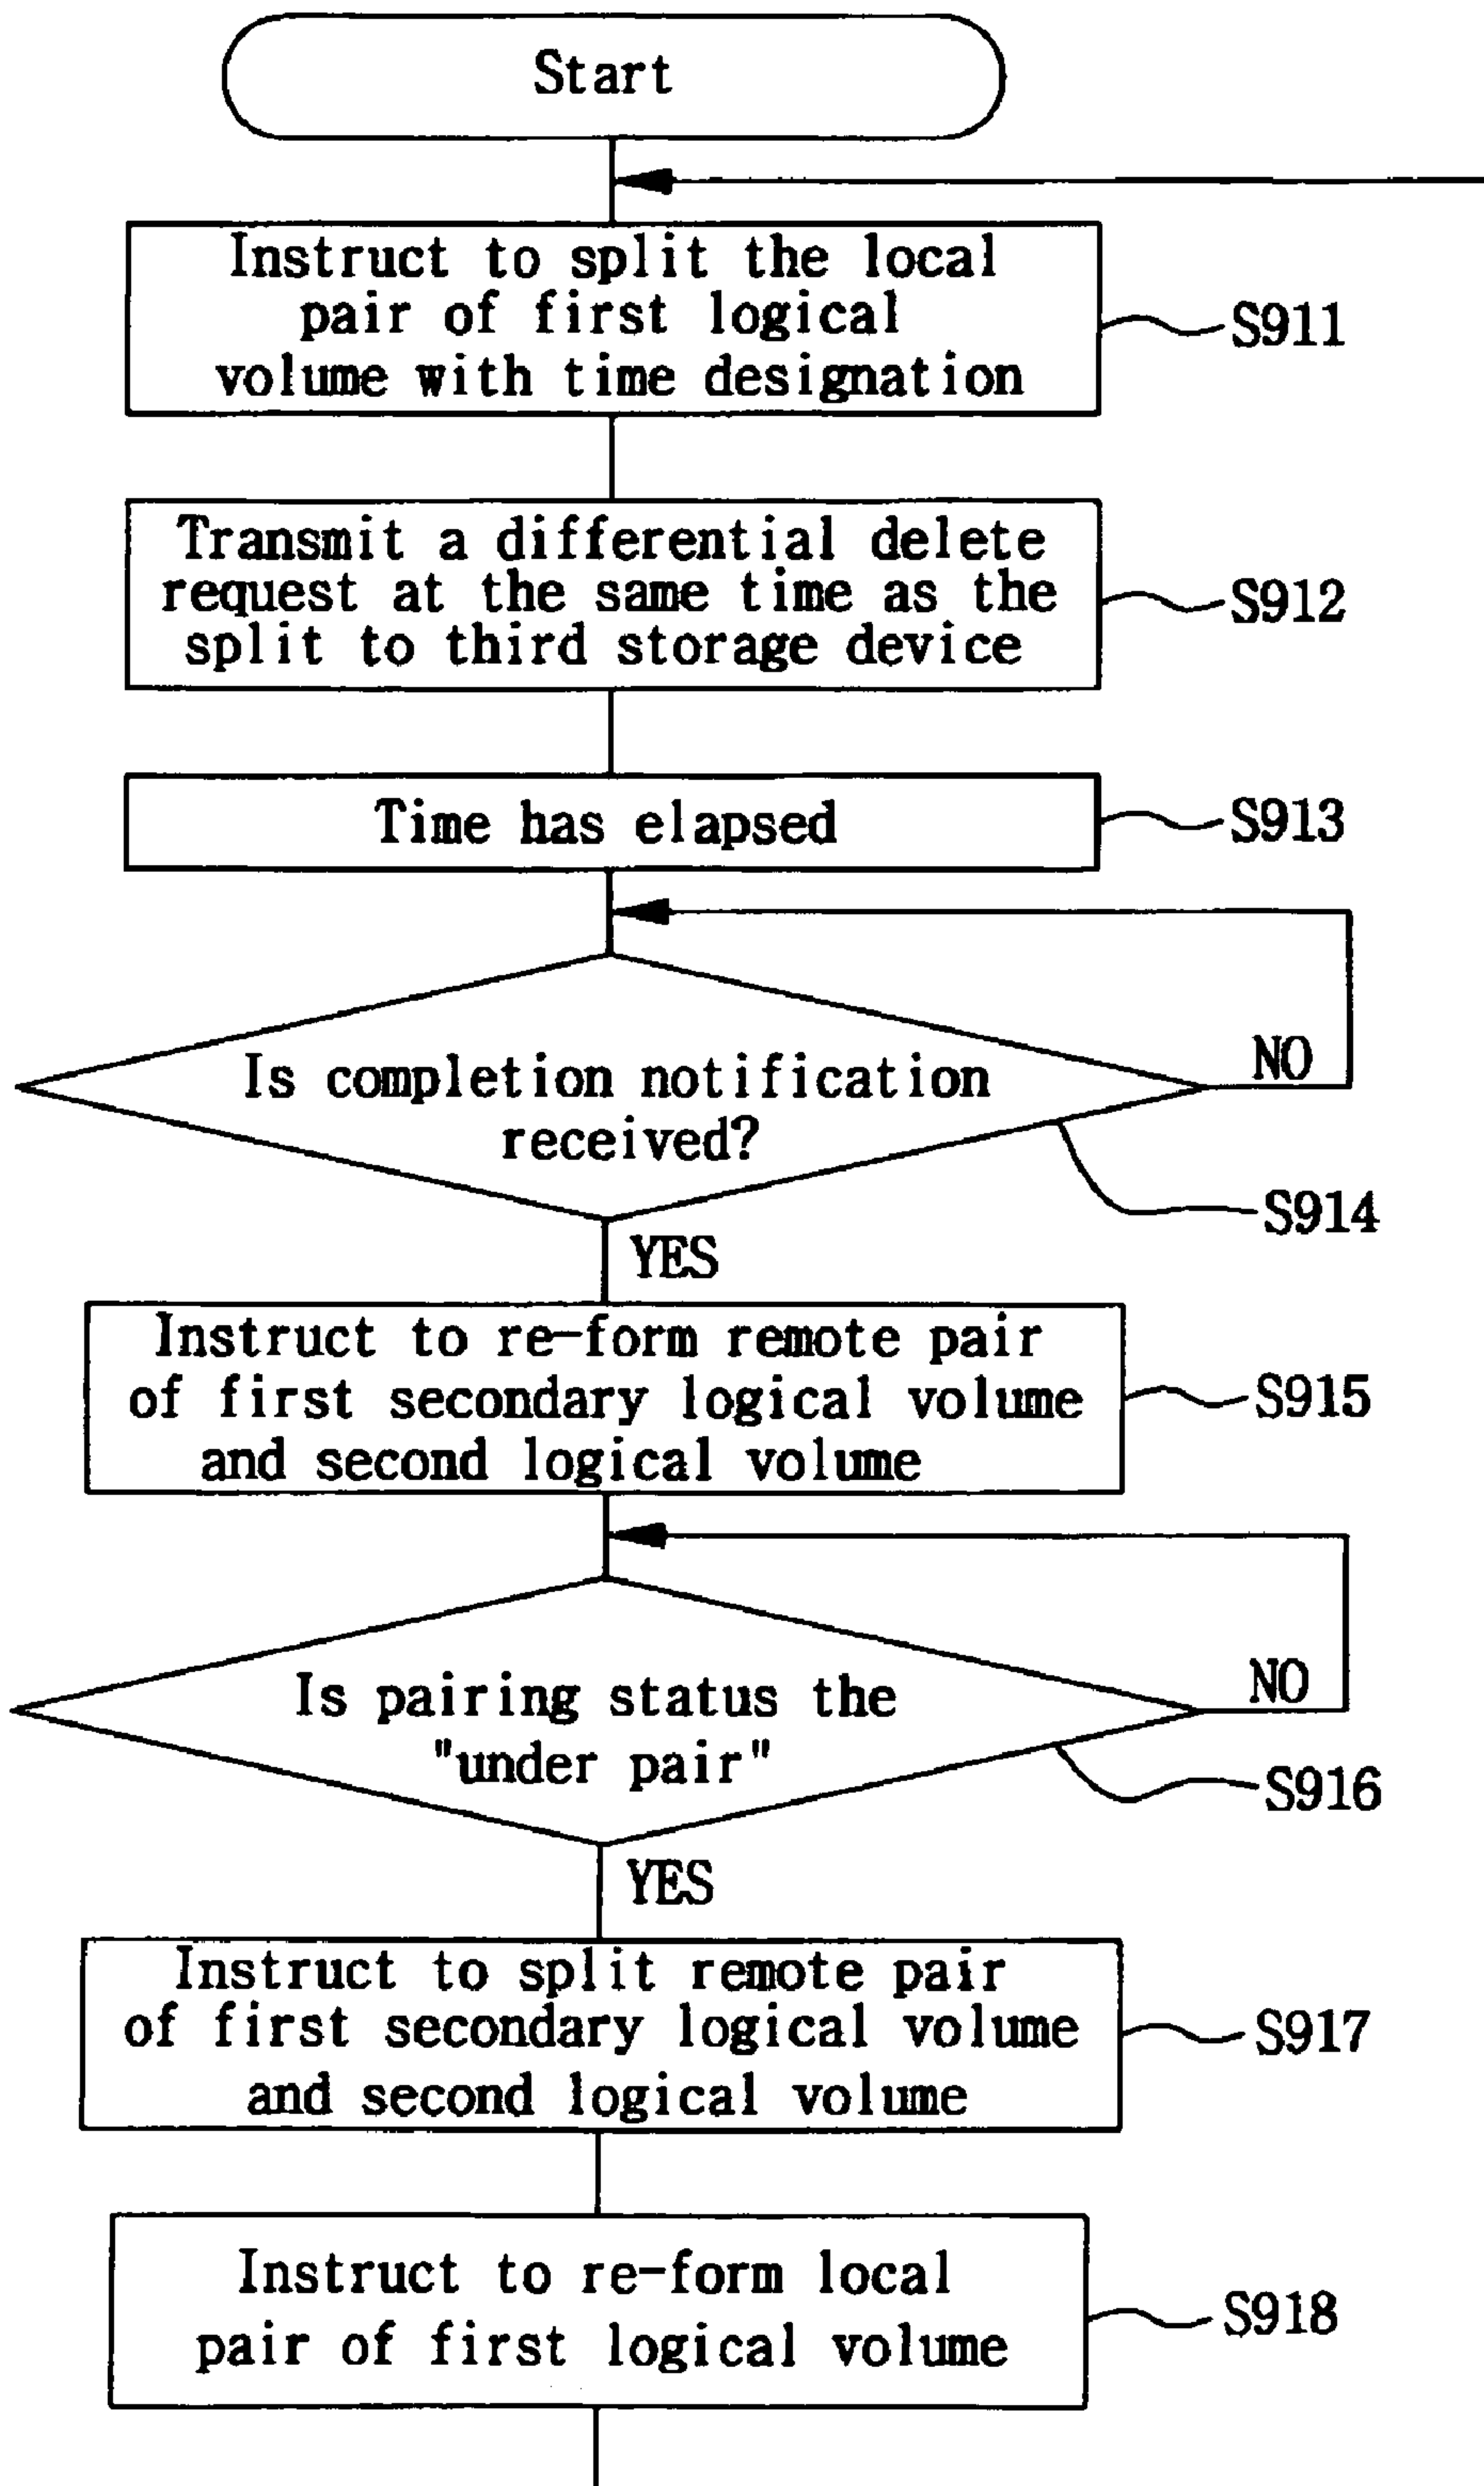 Start
Instruct to split the local
pair of first logical
volume with time designation
S911
Transmit a differential delete
request at the same time as the
split to third storage device
S912
Time has elapsed
S913
Is completion notification
received?
NO
S914
YES
Instruct to re-form remote pair
of first secondary logical volume
and second logical volume
S915
Is pairing status the
"under pair"
NO
S916
YES
Instruct to split remote pair
of first secondary logical volume
and second logical volume
S917
Instruct to re-form local
pair of first logical volume
S918